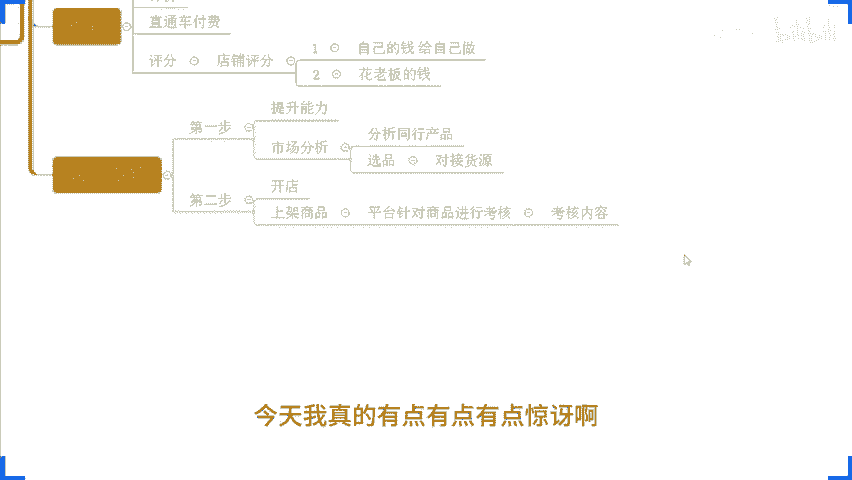 bilibili
直通车付费
评分 店铺评分
1 自己的钱 给自己做
2 花老板的钱
第一步
提升能力
市场分析
分析同行产品
选品 对接货源
第二步
开店
上架商品 平台针对商品进行考核 考核内容
今天我真的有点有点有点惊讶啊